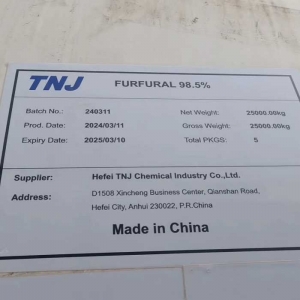 TNJ FURFURAL 98.5%
Batch No.: 240311 Net Weight: 25000.00kg
Prod. Date: 2024/03/11 Gross Weight: 25000.00kg
Expiry Date: 2025/03/10 Total PKGS: 5
Supplier: Hefei TNJ Chemical Industry Co.,Ltd.
Address: D1508 Xincheng Business Center, Qianshan Road,
Hefei City, Anhui 230022, P.R.China
Made in China